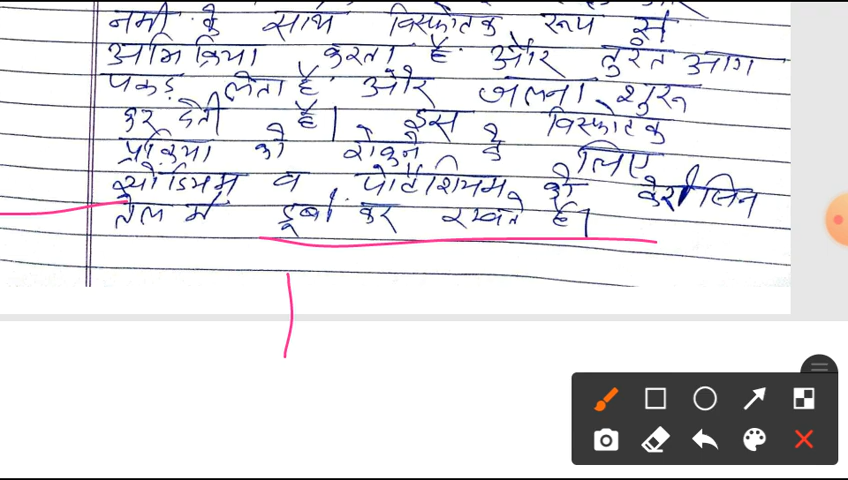 नमी के साथ विस्फोटक रूप से
अभिक्रिया करता है और तुरंत आग
पकड़ लेता है और जलना शुरू
कर देती है। इस विस्फोटक
प्रक्रिया को रोकने के लिए
सोडियम व पोटेशियम को केरोसिन
तेल में डूबा कर रखते है।